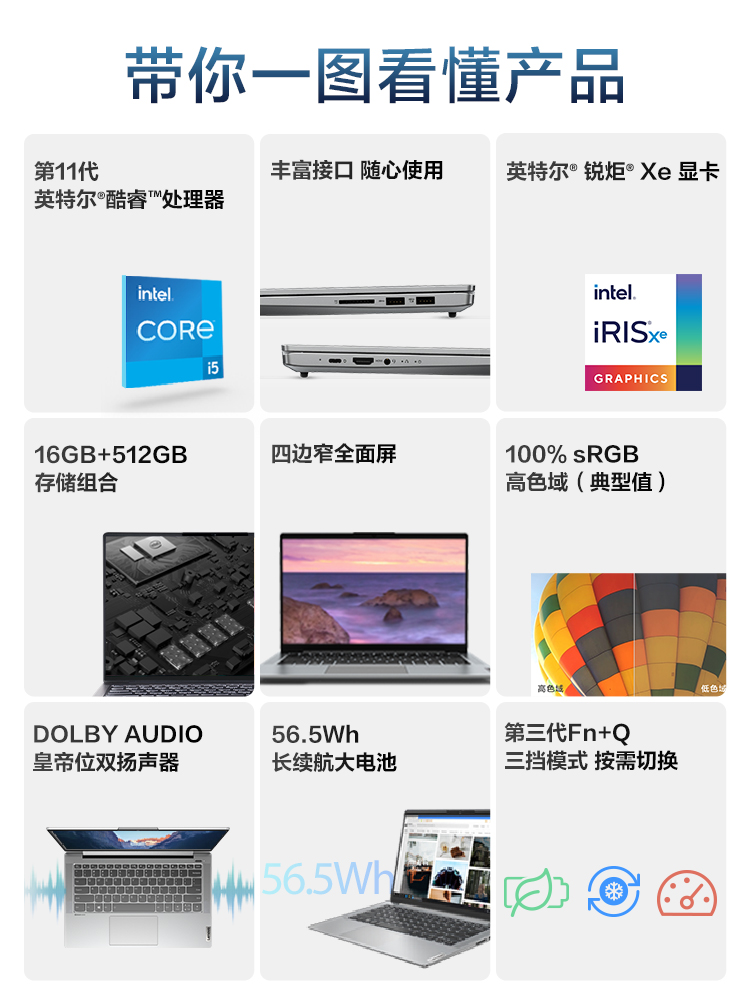 带你一图看懂产品
第11代
英特尔®酷睿™处理器
intel.
CORe
i5
丰富接口 随心使用
英特尔® 锐炬® Xe 显卡
intel.
iRIS® Xe
GRAPHICS
16GB+512GB
存储组合
四边窄全面屏
100% sRGB
高色域（典型值）
高色域
低色域
DOLBY AUDIO
皇帝位双扬声器
56.5Wh
长续航大电池
56.5Wh
第三代Fn+Q
三挡模式 按需切换